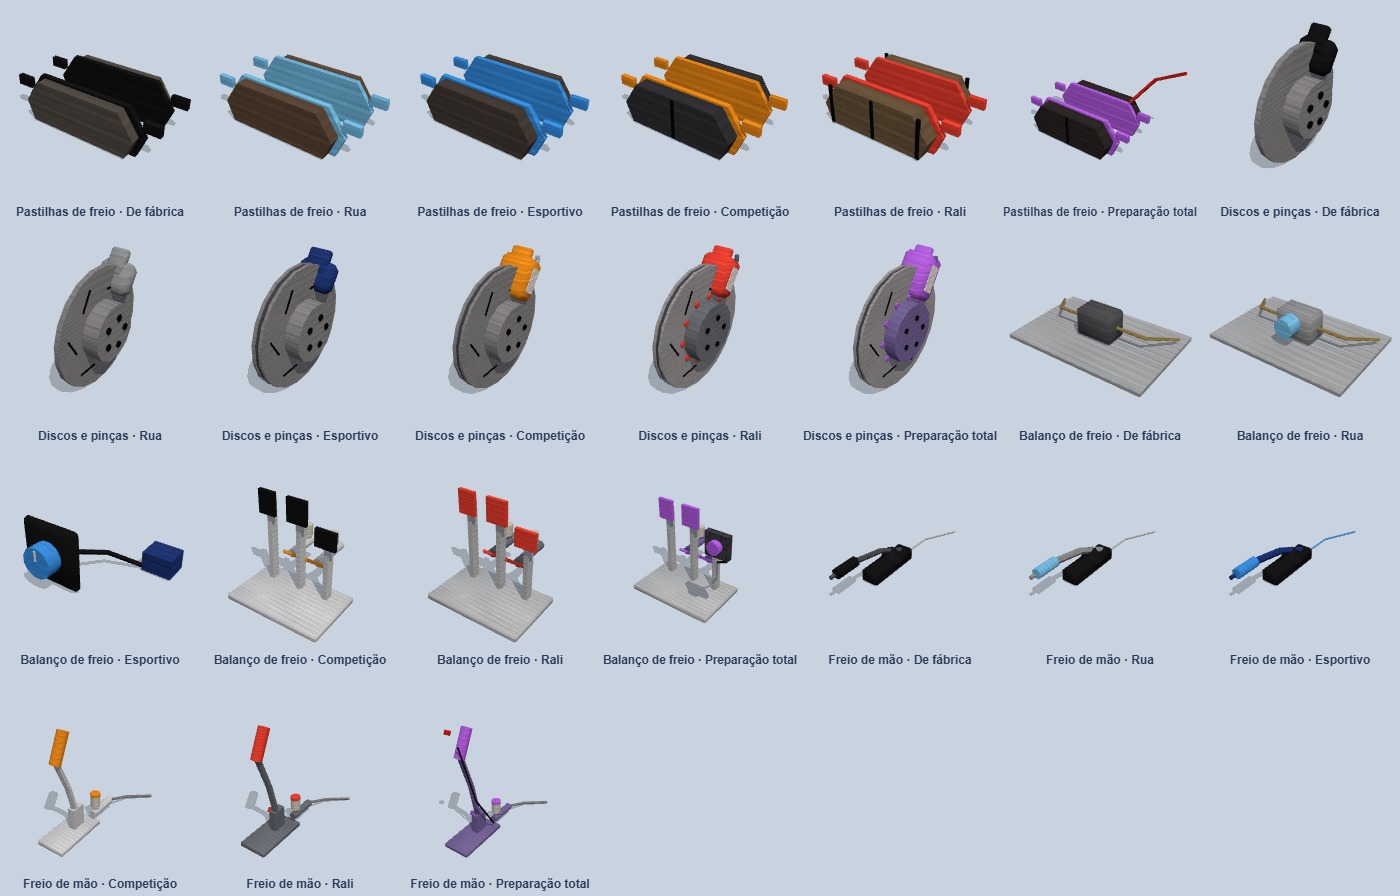 Pastilhas de freio · De fábrica
Pastilhas de freio · Rua
Pastilhas de freio · Esportivo
Pastilhas de freio · Competição
Pastilhas de freio · Rali
Pastilhas de freio · Preparação total
Discos e pinças · De fábrica
Discos e pinças · Rua
Discos e pinças · Esportivo
Discos e pinças · Competição
Discos e pinças · Rali
Discos e pinças · Preparação total
Balanço de freio · De fábrica
Balanço de freio · Rua
Balanço de freio · Esportivo
Balanço de freio · Competição
Balanço de freio · Rali
Balanço de freio · Preparação total
Freio de mão · De fábrica
Freio de mão · Rua
Freio de mão · Esportivo
Freio de mão · Competição
Freio de mão · Rali
Freio de mão · Preparação total